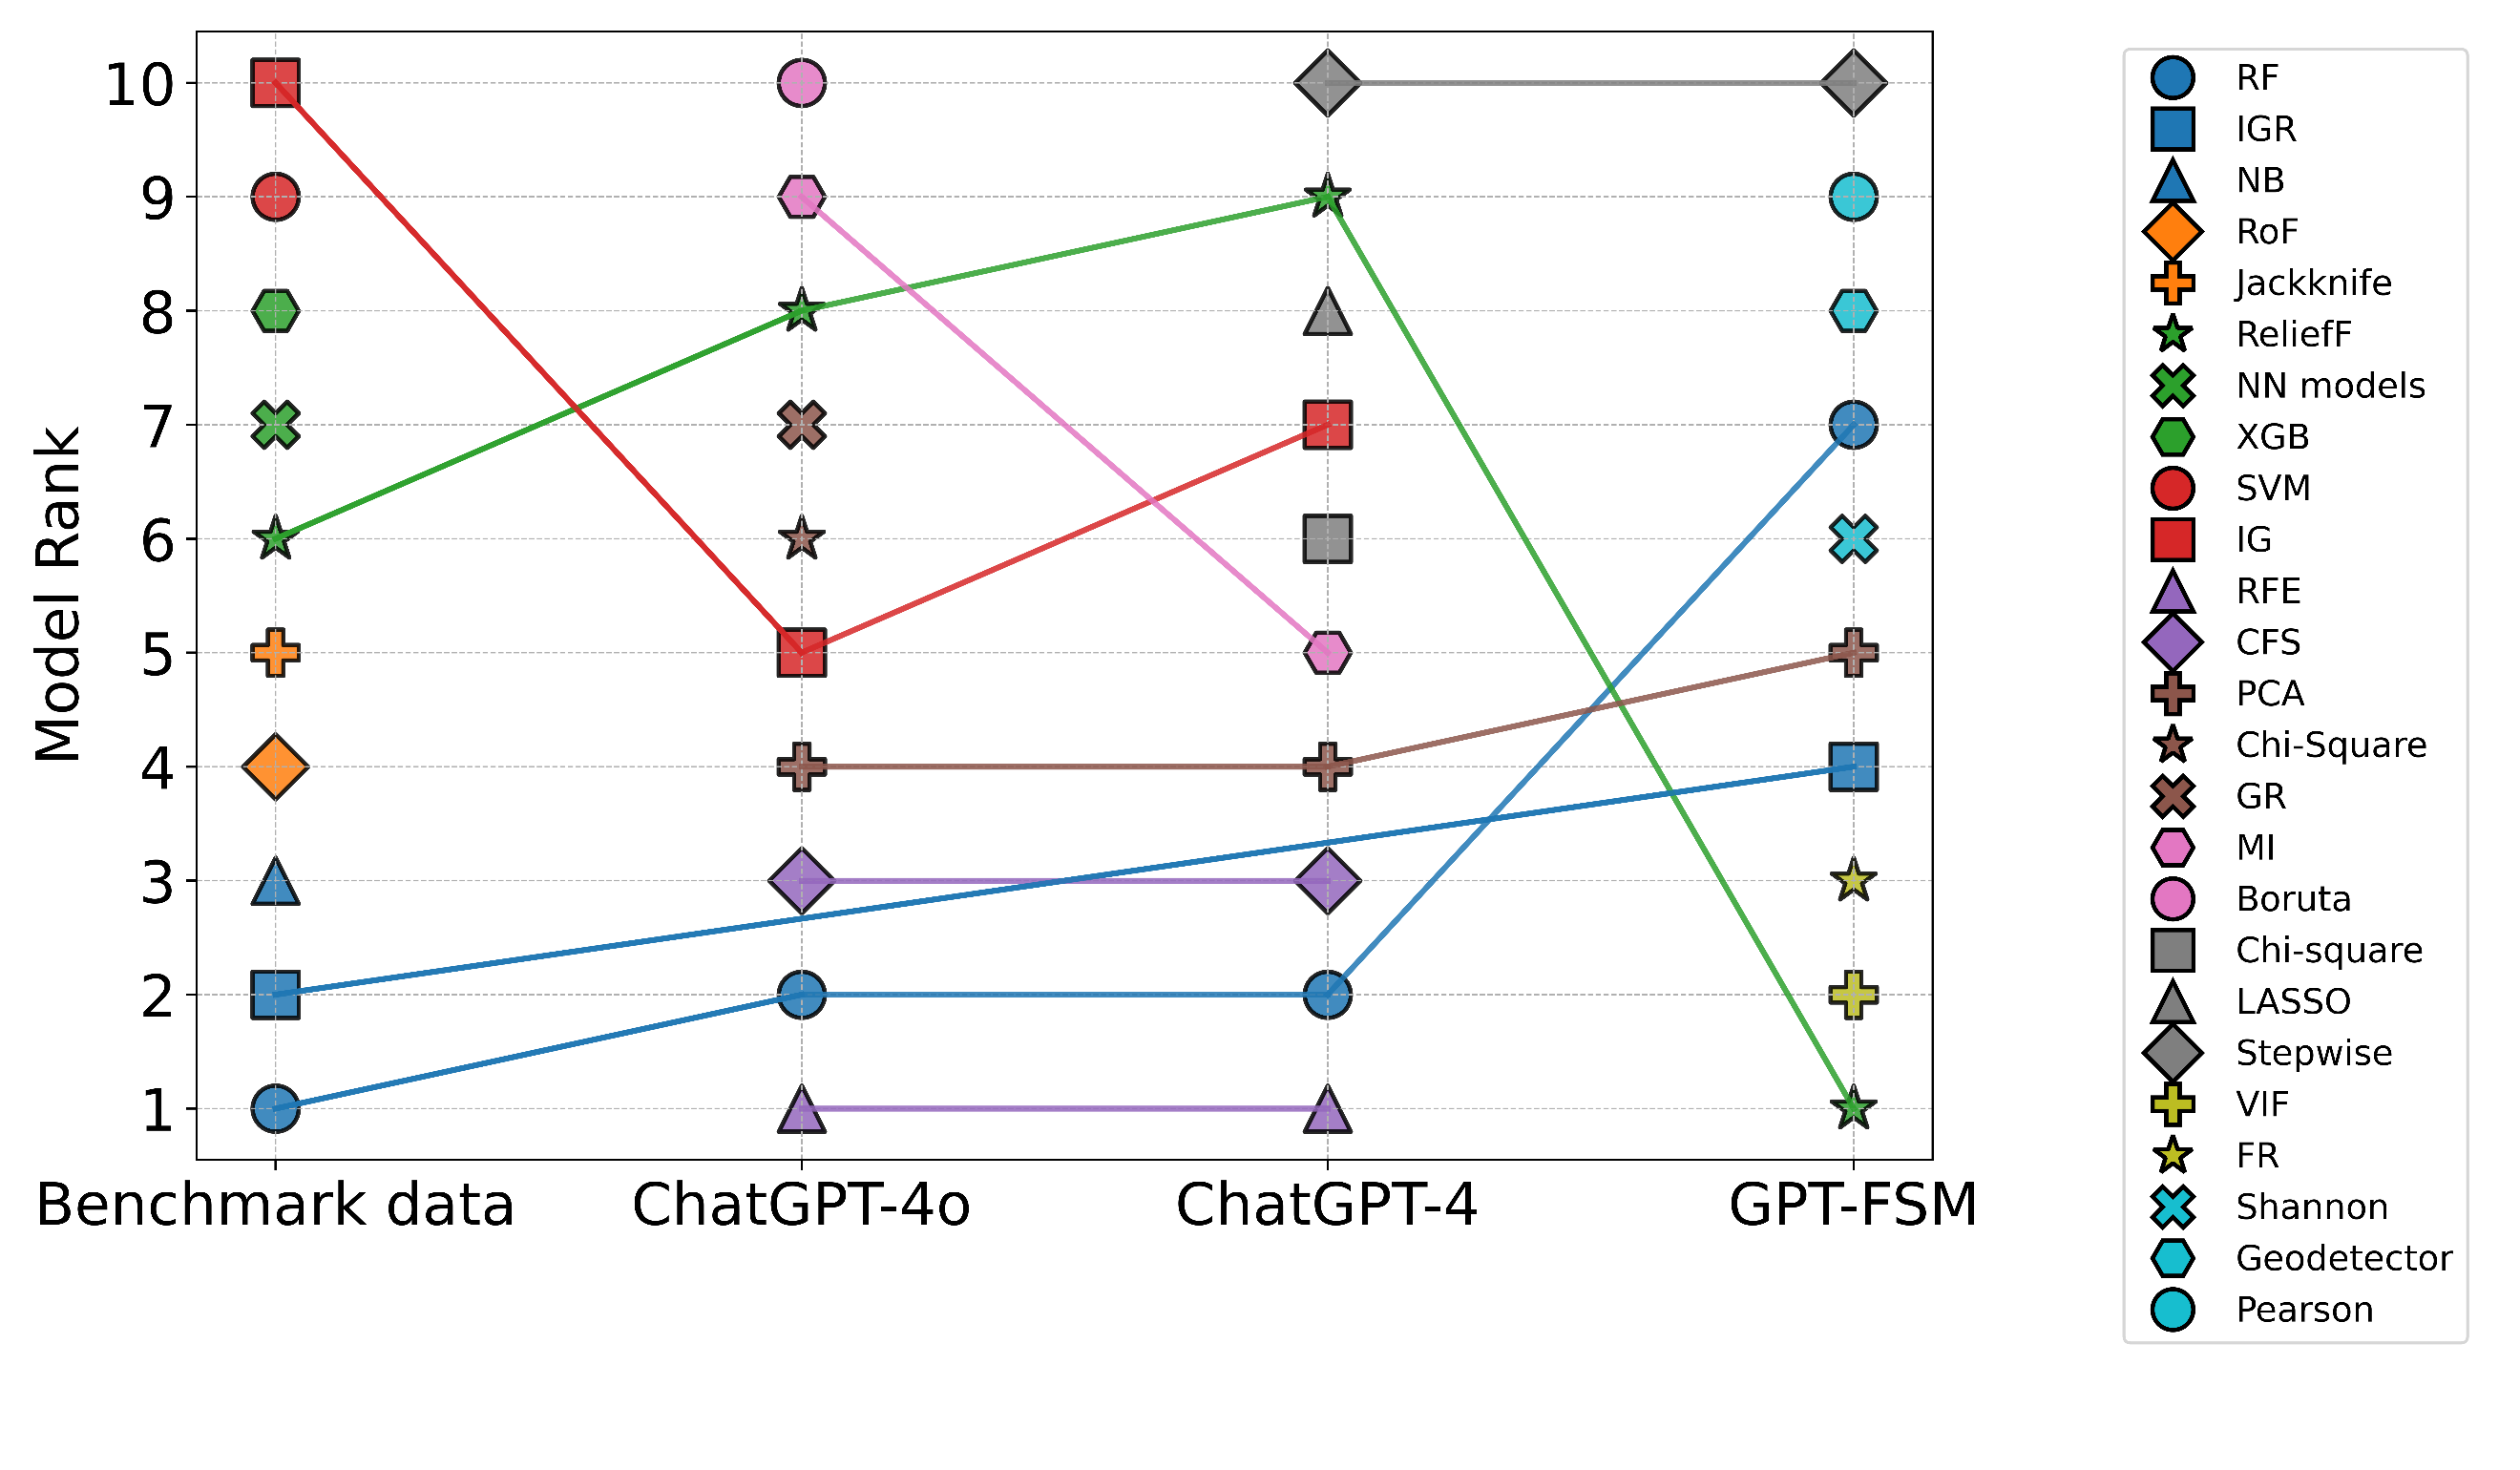 Model Rank
10
9
8
7
6
5
4
3
2
1
Benchmark data
ChatGPT-4o
ChatGPT-4
GPT-FSM
RF
IGR
NB
RoF
Jackknife
ReliefF
NN models
XGB
SVM
IG
RFE
CFS
PCA
Chi-Square
GR
MI
Boruta
Chi-square
LASSO
Stepwise
VIF
FR
Shannon
Geodetector
Pearson